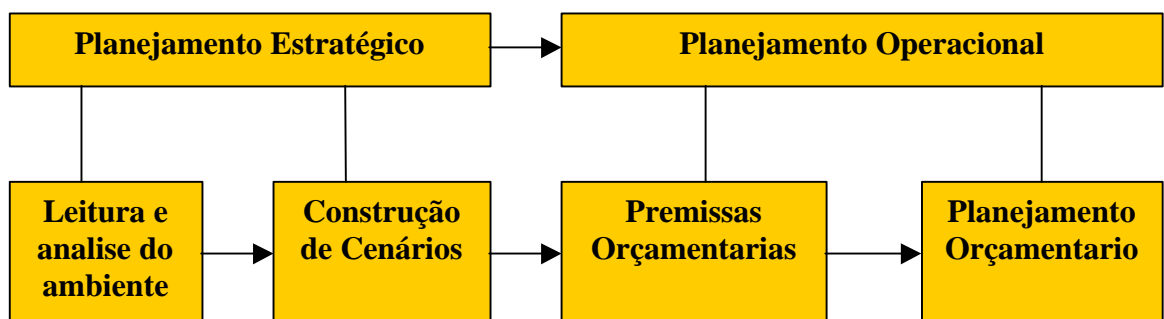 Planejamento Estratégico
Planejamento Operacional
Leitura e
analise do
ambiente
Construção
de Cenários
Premissas
Orçamentarias
Planejamento
Orçamentario